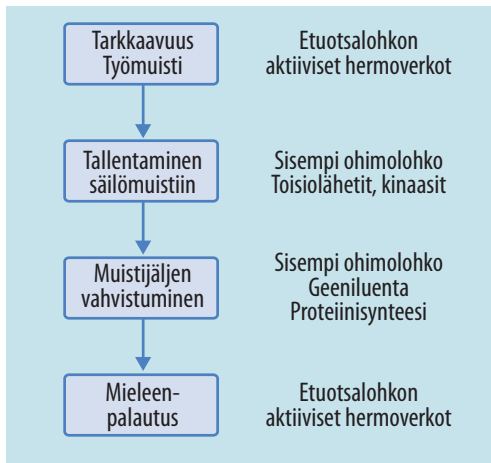 Tarkkaavuus
Työmuisti
Etuotsalohkon
aktiiviset hermoverkot
Tallentaminen
säilömuistiin
Sisempi ohimolohko
Toisiolähetit, kinaasit
Muistijäljen
vahvistuminen
Sisempi ohimolohko
Geeniluenta
Proteiinisynteesi
Mieleen-
palautus
Etuotsalohkon
aktiiviset hermoverkot